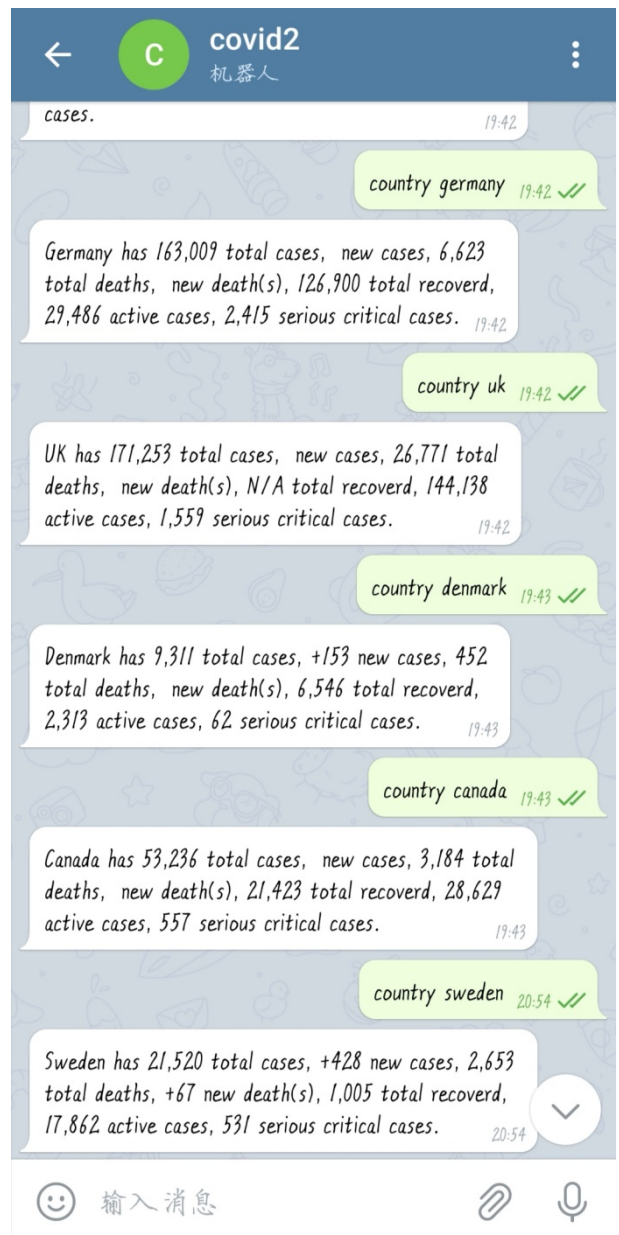 C
covid2
机器人
cases.
19:42
country germany 19:42
Germany has 163,009 total cases,  new cases, 6,623
total deaths,  new death(s), 126,900 total recoverd,
29,486 active cases, 2,415 serious critical cases. 19:42
country uk 19:42
UK has 171,253 total cases,  new cases, 26,771 total
deaths,  new death(s), N/A total recoverd, 144,138
active cases, 1,559 serious critical cases. 19:42
country denmark 19:43
Denmark has 9,311 total cases, +153 new cases, 452
total deaths,  new death(s), 6,546 total recoverd,
2,313 active cases, 62 serious critical cases. 19:43
country canada 19:43
Canada has 53,236 total cases,  new cases, 3,184 total
deaths,  new death(s), 21,423 total recoverd, 28,629
active cases, 557 serious critical cases. 19:43
country sweden 20:54
Sweden has 21,520 total cases, +428 new cases, 2,653
total deaths, +67 new death(s), 1,005 total recoverd,
17,862 active cases, 531 serious critical cases. 20:54
输入消息